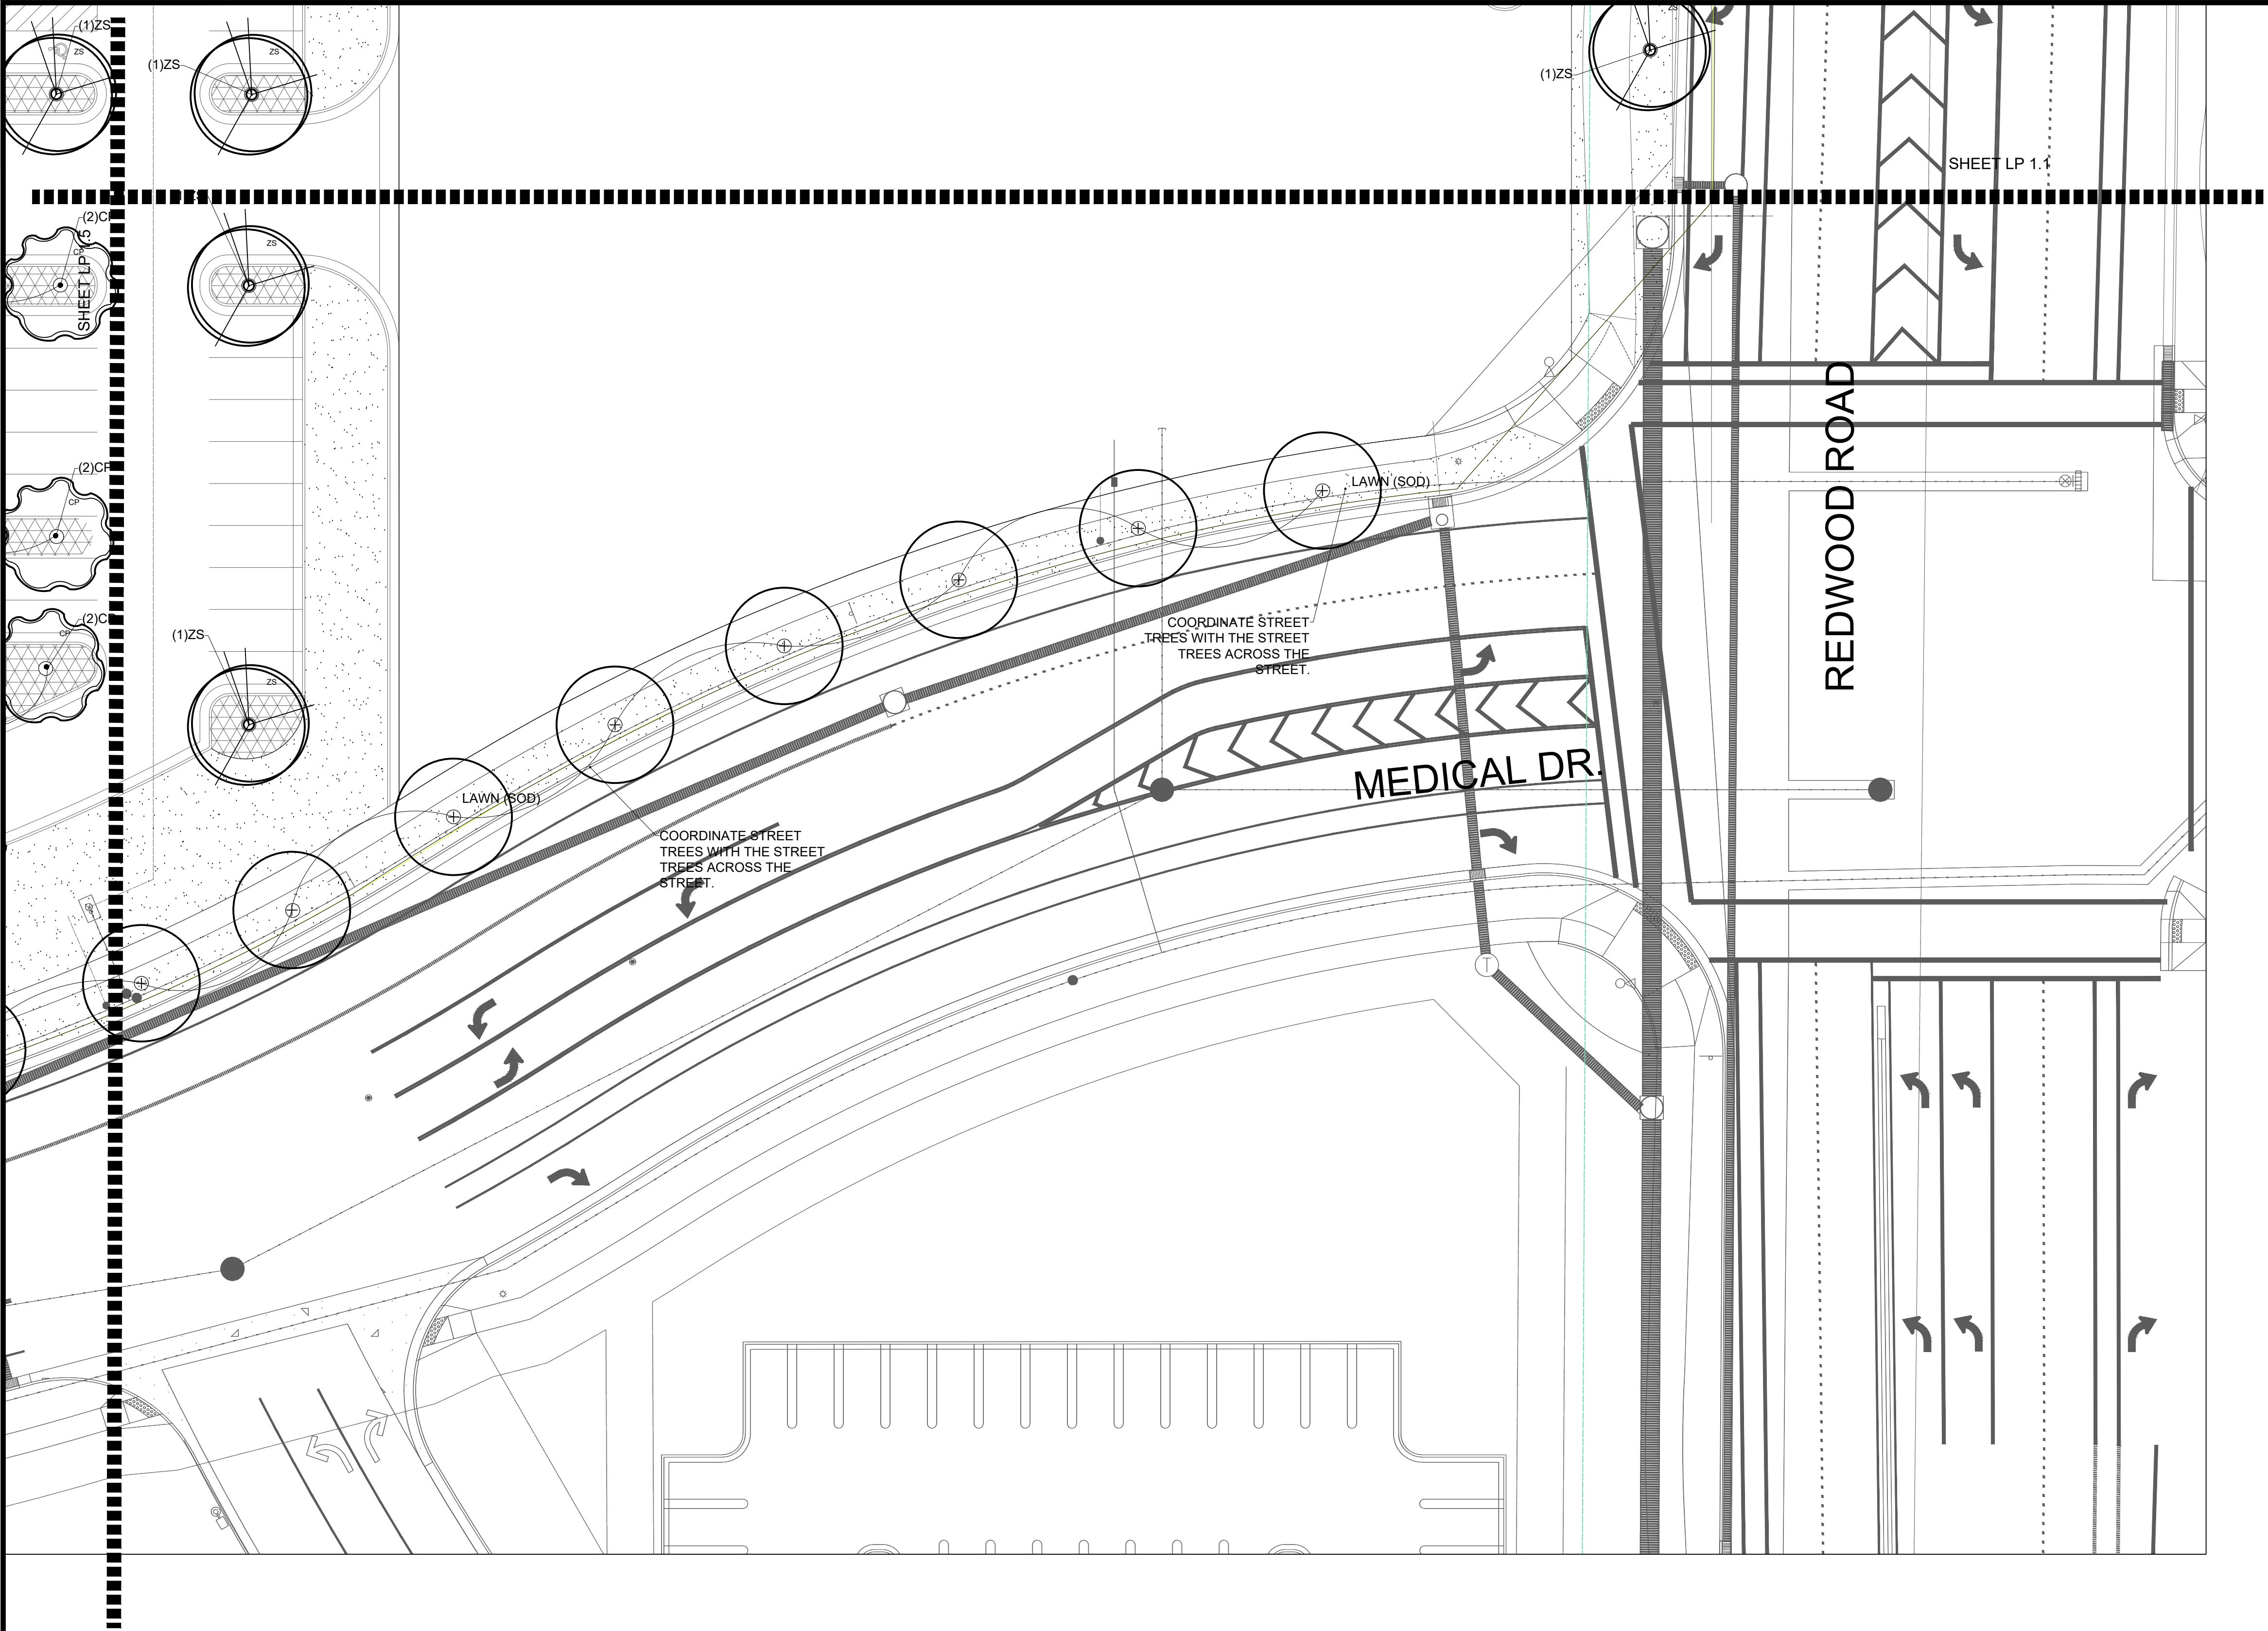 (1)ZS
ZS
(1)ZS
ZS
(1)ZS
ZS
SHEET LP 1.1
(2)CP
CP
SHEET LP 1.5
ZS
REDWOOD ROAD
(2)CP
CP
LAWN (SOD)
COORDINATE STREET
TREES WITH THE STREET
TREES ACROSS THE
STREET.
(2)CP
CP
(1)ZS
ZS
MEDICAL DR.
LAWN (SOD)
COORDINATE STREET
TREES WITH THE STREET
TREES ACROSS THE
STREET.
T